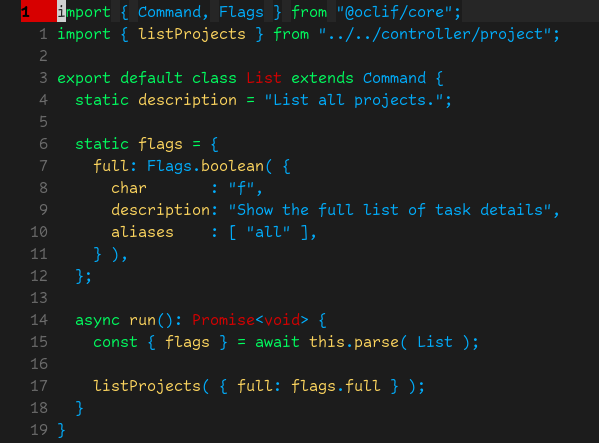 1 import { Command, Flags } from "@oclif/core";
1 import { listProjects } from "../../controller/project";
2
3 export default class List extends Command {
4   static description = "List all projects.";
5
6   static flags = {
7     full: Flags.boolean( {
8       char       : "f",
9       description: "Show the full list of task details",
10       aliases    : [ "all" ],
11     } ),
12   };
13
14   async run(): Promise<void> {
15     const { flags } = await this.parse( List );
16
17     listProjects( { full: flags.full } );
18   }
19 }